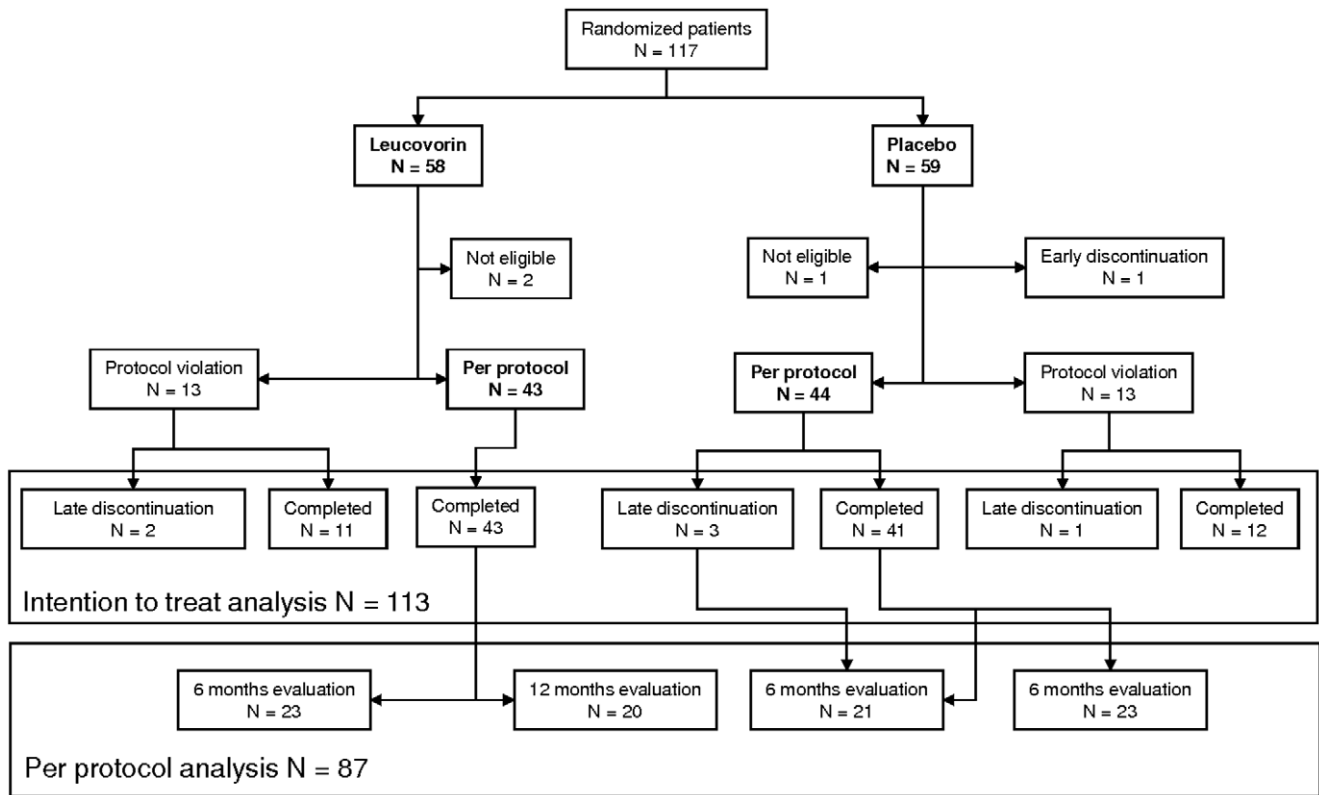 Randomized patients
N = 117
Leucovorin
N = 58
Placebo
N = 59
Not eligible
N = 2
Not eligible
N = 1
Early discontinuation
N = 1
Protocol violation
N = 13
Per protocol
N = 43
Per protocol
N = 44
Protocol violation
N = 13
Late discontinuation
N = 2
Completed
N = 11
Completed
N = 43
Late discontinuation
N = 3
Completed
N = 41
Late discontinuation
N = 1
Completed
N = 12
Intention to treat analysis N = 113
6 months evaluation
N = 23
12 months evaluation
N = 20
6 months evaluation
N = 21
6 months evaluation
N = 23
Per protocol analysis N = 87